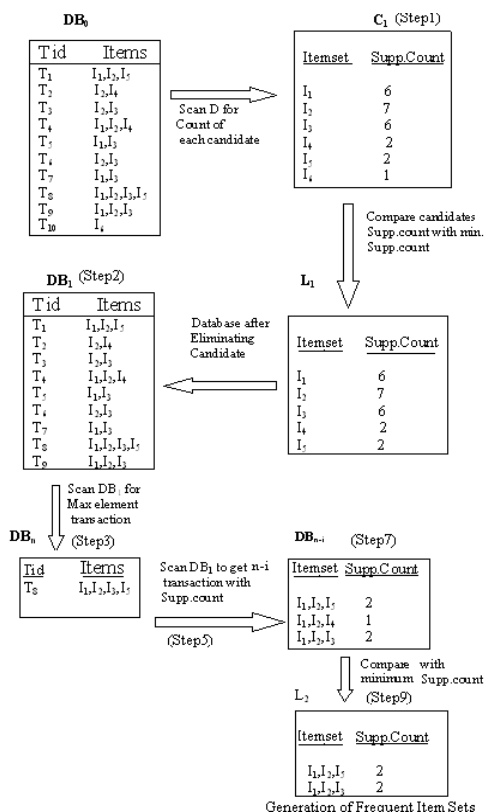 DB₀
Tid Items
T₁ I₁,I₂,I₅
T₂ I₂,I₄
T₃ I₂,I₃
T₄ I₁,I₂,I₄
T₅ I₁,I₃
T₆ I₂,I₃
T₇ I₁,I₃
T₈ I₁,I₂,I₃,I₅
T₉ I₁,I₂,I₃
T₁₀ I₆
Scan D for
Count of
each candidate
C₁ (Step1)
Itemset Supp.Count
I₁ 6
I₂ 7
I₃ 6
I₄ 2
I₅ 2
I₆ 1
Compare candidates
Supp.count with min.
Supp.count
L₁
Itemset Supp.Count
I₁ 6
I₂ 7
I₃ 6
I₄ 2
I₅ 2
Database after
Eliminating
Candidate
DB₁ (Step2)
Tid Items
T₁ I₁,I₂,I₅
T₂ I₂,I₄
T₃ I₂,I₃
T₄ I₁,I₂,I₄
T₅ I₁,I₃
T₆ I₂,I₃
T₇ I₁,I₃
T₈ I₁,I₂,I₃,I₅
T₉ I₁,I₂,I₃
Scan DB₁ for
Max element
transaction
DBₙ (Step3)
Tid Items
T₈ I₁,I₂,I₃,I₅
Scan DB₁ to get n-i
transaction with
Supp.count
(Step5)
DBₙ₋ᵢ (Step7)
Itemset Supp.Count
I₁,I₂,I₅ 2
I₁,I₂,I₄ 1
I₁,I₂,I₃ 2
Compare with
minimum Supp.count
L₂ (Step9)
Itemset Supp.Count
I₁,I₂,I₅ 2
I₁,I₂,I₃ 2
Generation of Frequent Item Sets